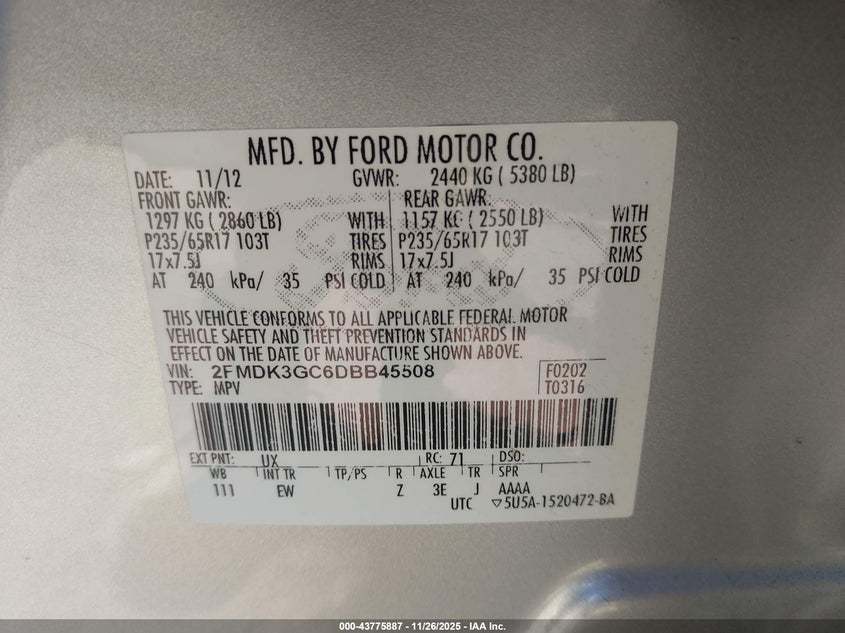 MFD. BY FORD MOTOR CO.
DATE: 11/12 GVWR: 2440 KG ( 5380 LB)
FRONT GAWR: REAR GAWR:
1297 KG ( 2860 LB) WITH 1157 KG ( 2550 LB) WITH
P235/65R17 103T TIRES P235/65R17 103T TIRES
17x7.5J RIMS 17x7.5J RIMS
AT 240 kPa/ 35 PSI COLD AT 240 kPa/ 35 PSI COLD
THIS VEHICLE CONFORMS TO ALL APPLICABLE FEDERAL MOTOR
VEHICLE SAFETY AND THEFT PREVENTION STANDARDS IN
EFFECT ON THE DATE OF MANUFACTURE SHOWN ABOVE.
VIN: 2FMDK3GC6DBB45508 F0202
TYPE: MPV T0316
EXT PNT: UX RC: 71 DSO:
WB INT TR TP/PS R AXLE TR SPR
111 EW Z 3E J AAAA
UTC ▽5U5A-1520472-BA
000-43775887 - 11/26/2025 - IAA Inc.